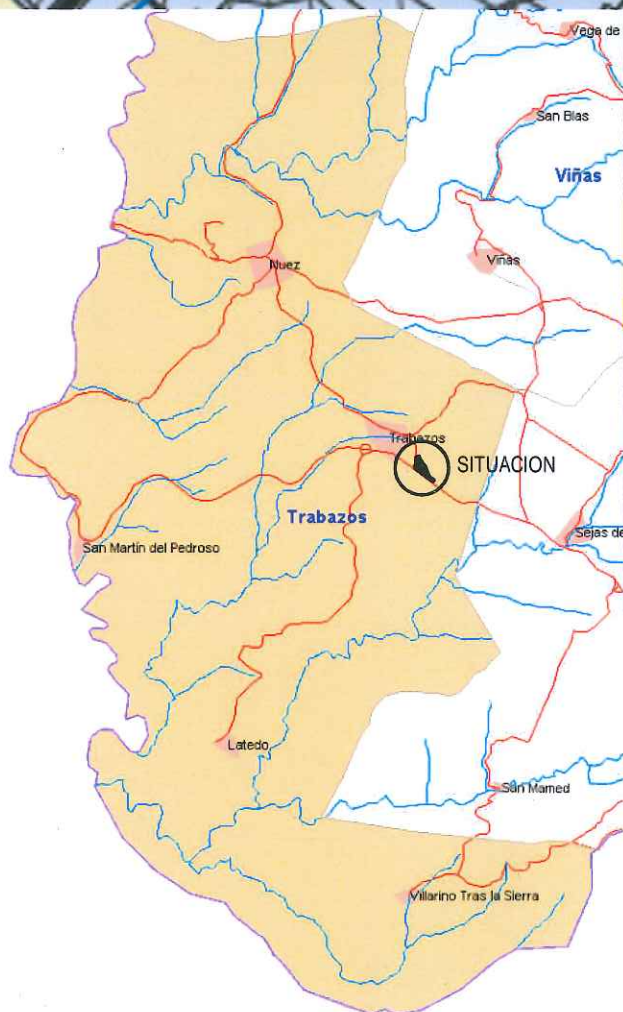 Vega de
San Blas
Viñas
Viñas
Nuez
Trabazos
SITUACION
Trabazos
Sejas de
San Martín del Pedroso
Latedo
San Mamed
Villarino Tras la Sierra